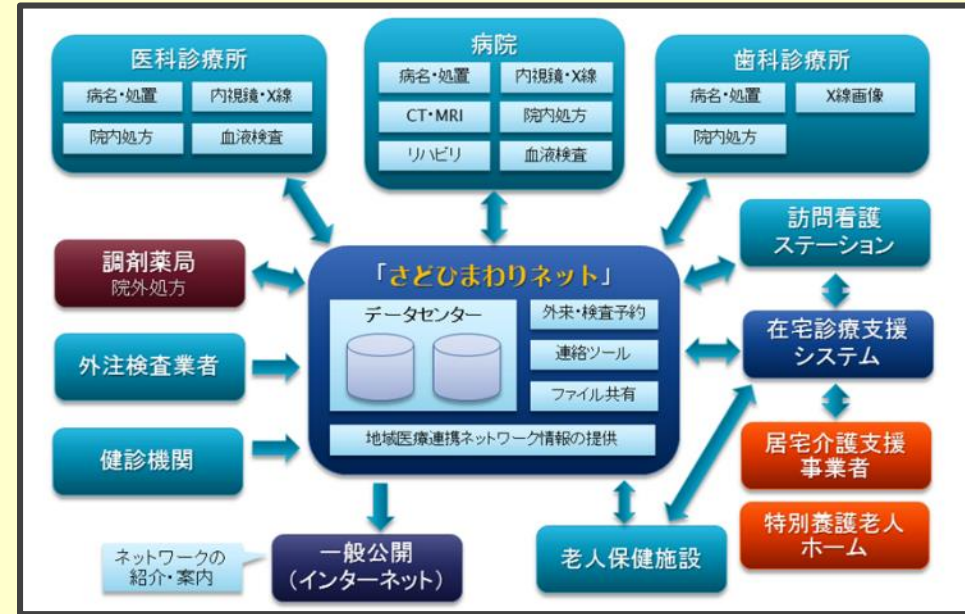 医科診療所
病名・処置
内視鏡・X線
院内処方
血液検査
病院
病名・処置
内視鏡・X線
CT・MRI
院内処方
リハビリ
血液検査
歯科診療所
病名・処置
X線画像
院内処方
調剤薬局
院外処方
外注検査業者
健診機関
「さどひまわりネット」
データセンター
外来・検査予約
連絡ツール
ファイル共有
地域医療連携ネットワーク情報の提供
訪問看護
ステーション
在宅診療支援
システム
居宅介護支援
事業者
特別養護老人
ホーム
老人保健施設
一般公開
（インターネット）
ネットワークの
紹介・案内